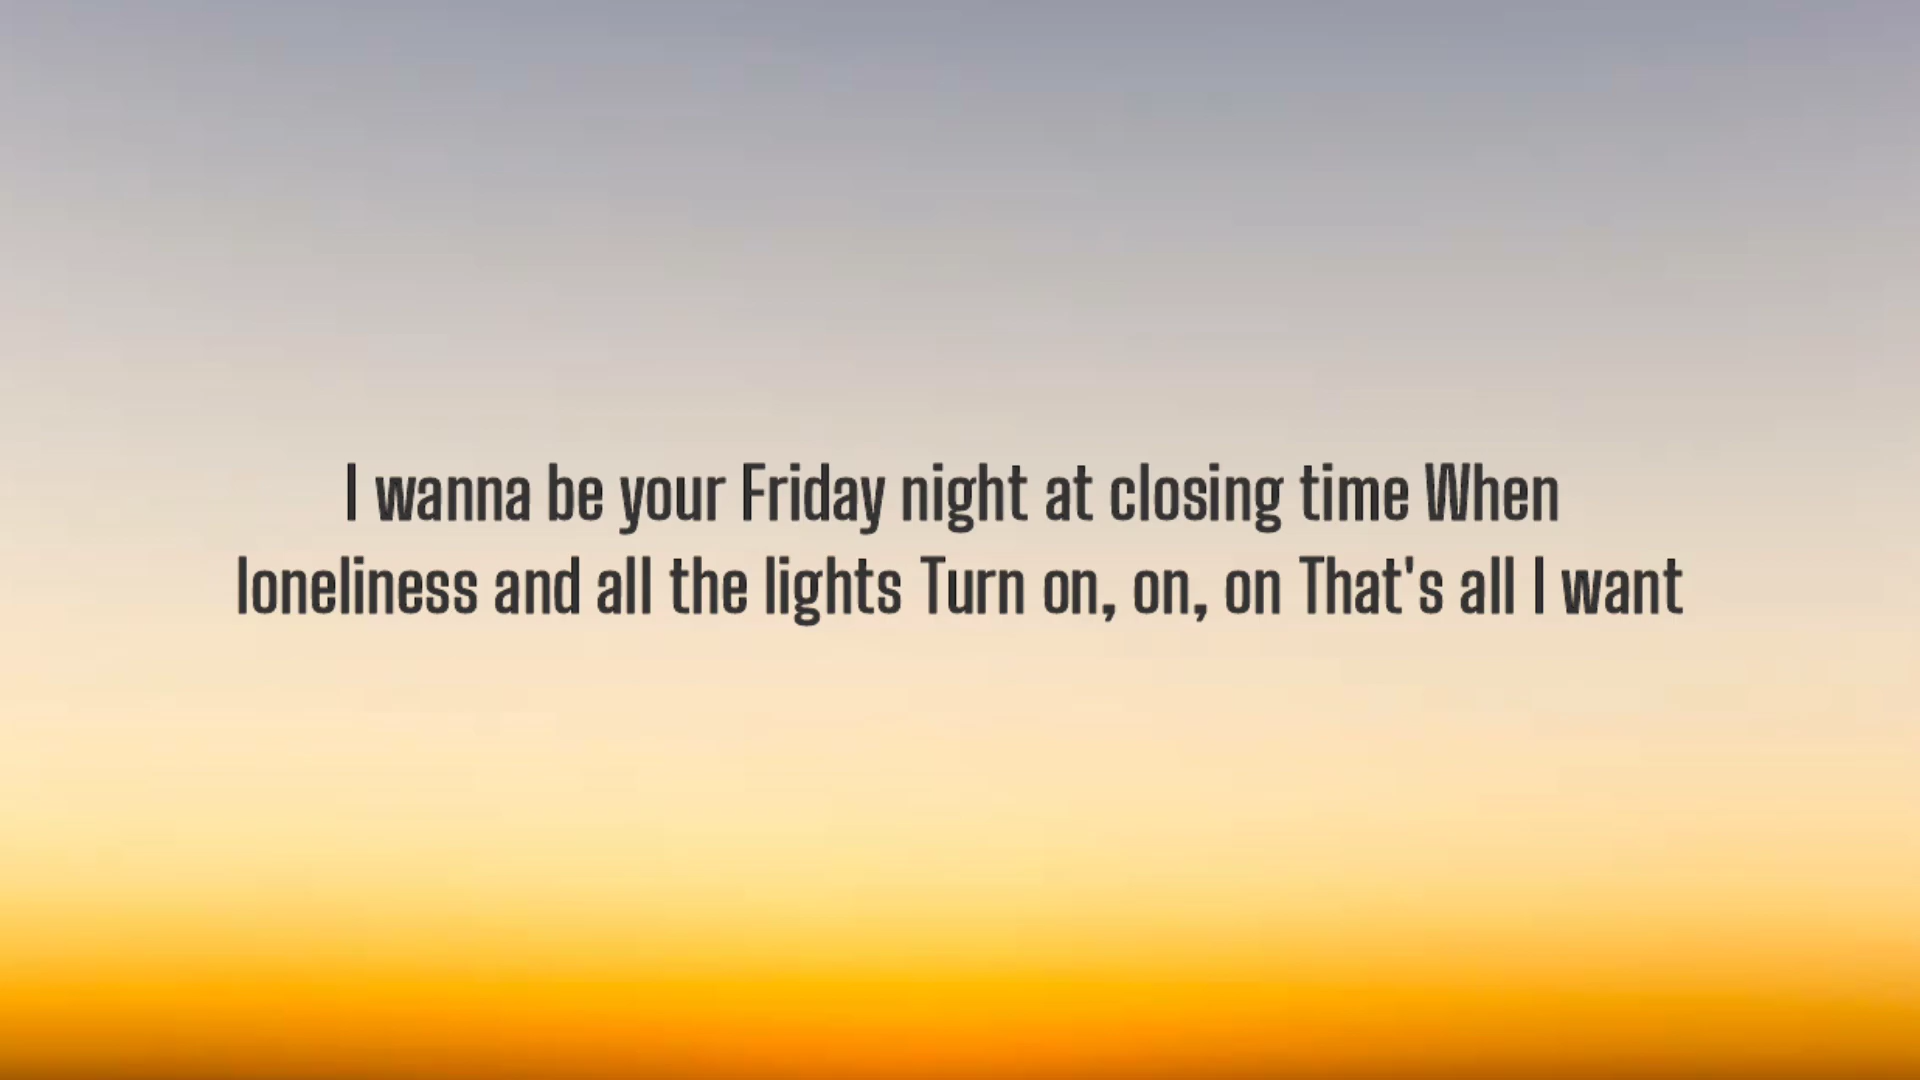 I wanna be your Friday night at closing time When
loneliness and all the lights Turn on, on, on That's all I want